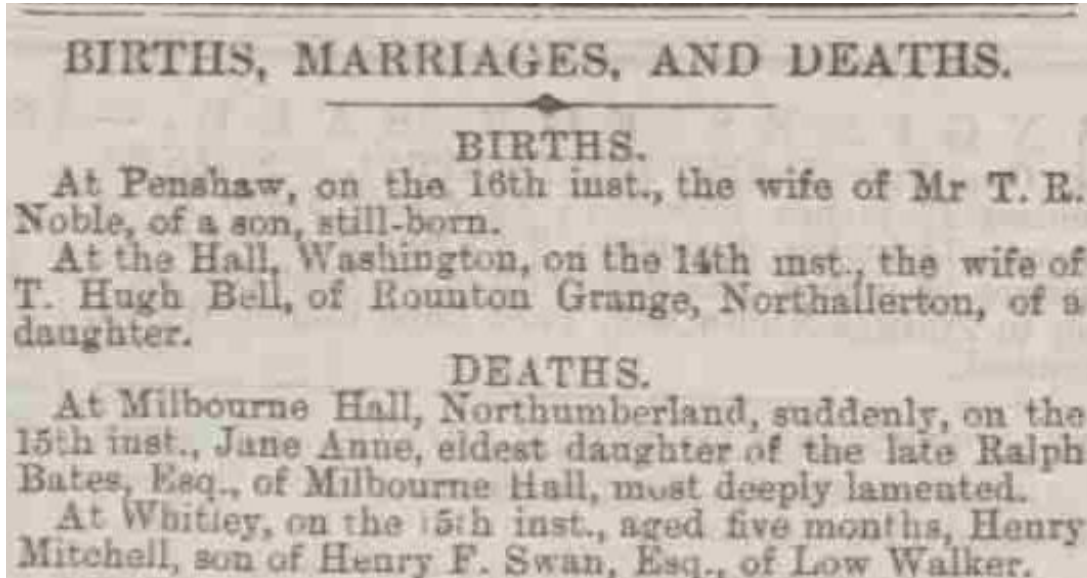 BIRTHS, MARRIAGES, AND DEATHS.
BIRTHS.
At Penshaw, on the 16th inst., the wife of Mr T. R.
Noble, of a son, still-born.
At the Hall, Washington, on the 14th inst., the wife of
T. Hugh Bell, of Rounton Grange, Northallerton, of a
daughter.
DEATHS.
At Milbourne Hall, Northumberland, suddenly, on the
15th inst., Jane Anne, eldest daughter of the late Ralph
Bates, Esq., of Milbourne Hall, most deeply lamented.
At Whitley, on the 15th inst., aged five months, Henry
Mitchell, son of Henry F. Swan, Esq., of Low Walker.